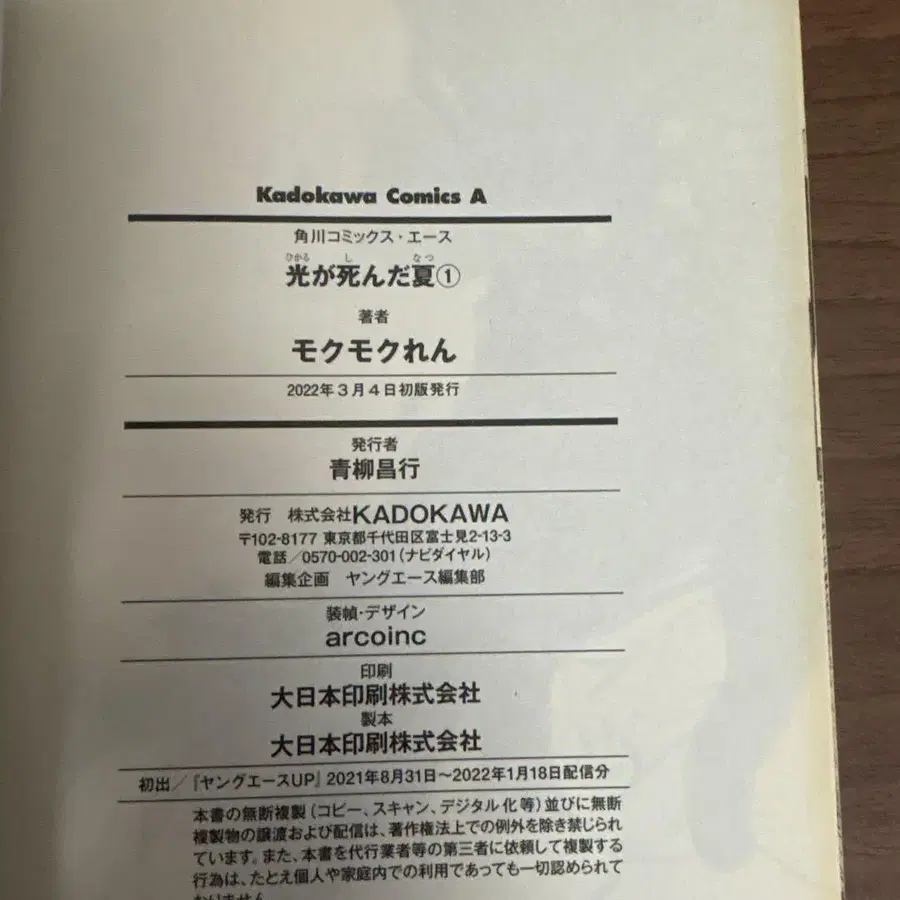 Kadokawa Comics A
角川コミックス・エース
ひかる し なつ
光が死んだ夏①
著者
モクモクれん
2022年3月4日初版発行
発行者
青柳昌行
発行 株式会社KADOKAWA
〒102-8177 東京都千代田区富士見2-13-3
電話/0570-002-301(ナビダイヤル)
編集企画 ヤングエース編集部
装幀・デザイン
arcoinc
印刷
大日本印刷株式会社
製本
大日本印刷株式会社
初出/『ヤングエースUP』2021年8月31日〜2022年1月18日配信分
本書の無断複製(コピー、スキャン、デジタル化等)並びに無断
複製物の譲渡および配信は、著作権法上での例外を除き禁じられ
ています。また、本書を代行業者等の第三者に依頼して複製する
行為は、たとえ個人や家庭内での利用であっても一切認められて
おりません